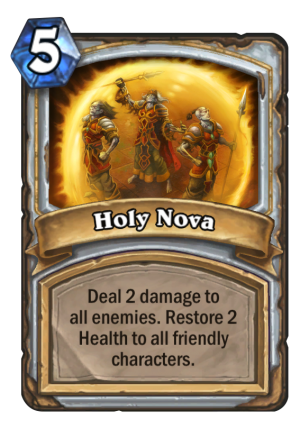 5
Holy Nova
Deal 2 damage to
all enemies. Restore 2
Health to all friendly
characters.